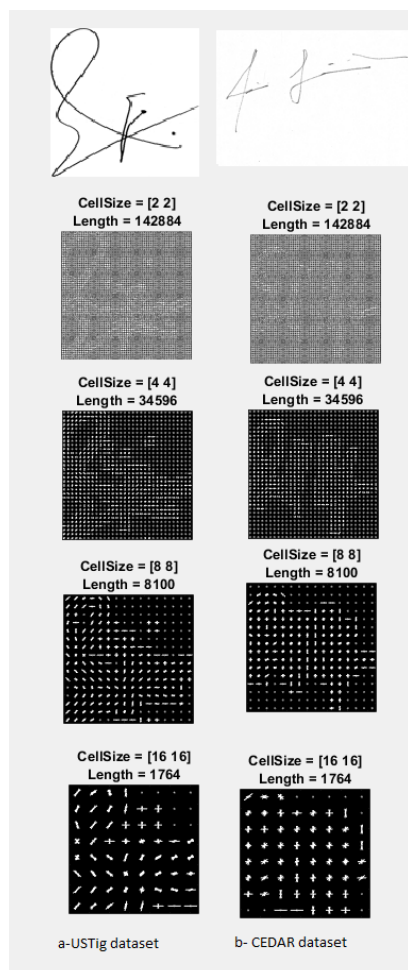 CellSize = [2 2]
Length = 142884
CellSize = [2 2]
Length = 142884
CellSize = [4 4]
Length = 34596
CellSize = [4 4]
Length = 34596
CellSize = [8 8]
Length = 8100
CellSize = [8 8]
Length = 8100
CellSize = [16 16]
Length = 1764
CellSize = [16 16]
Length = 1764
a-USTig dataset
b- CEDAR dataset